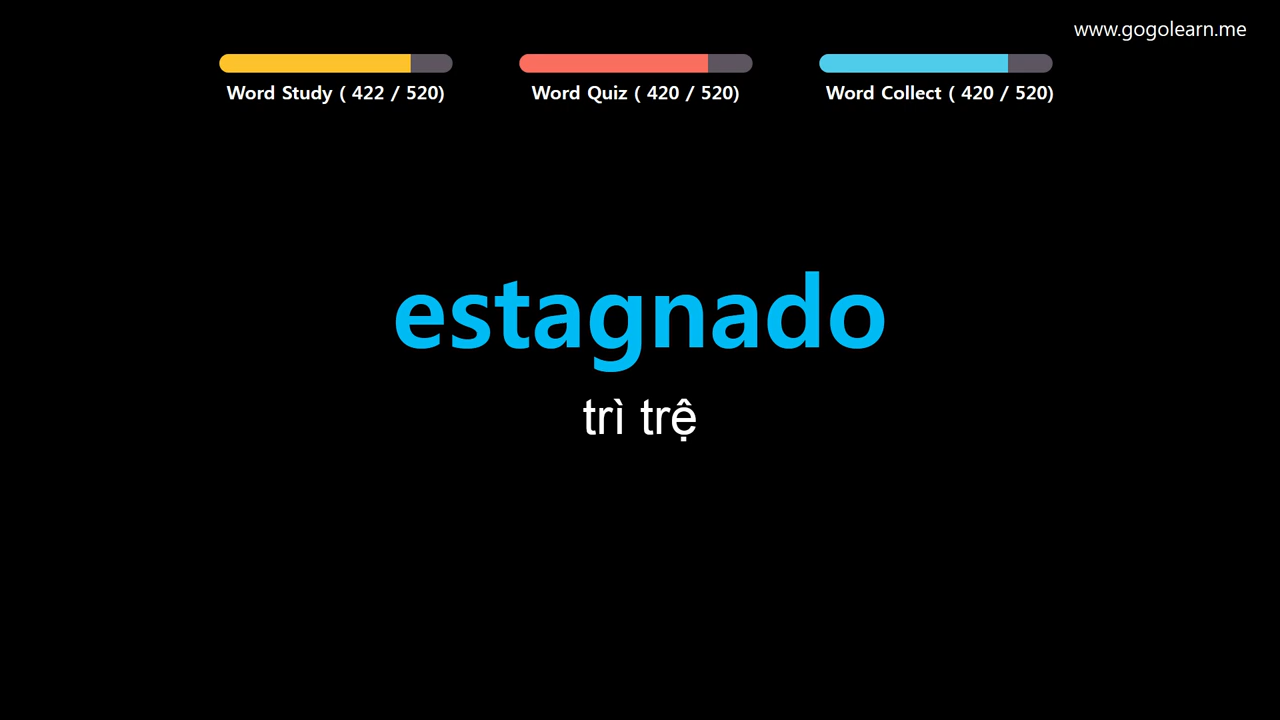 www.gogolearn.me
Word Study ( 422 / 520)
Word Quiz ( 420 / 520)
Word Collect ( 420 / 520)
estagnado
trì trệ